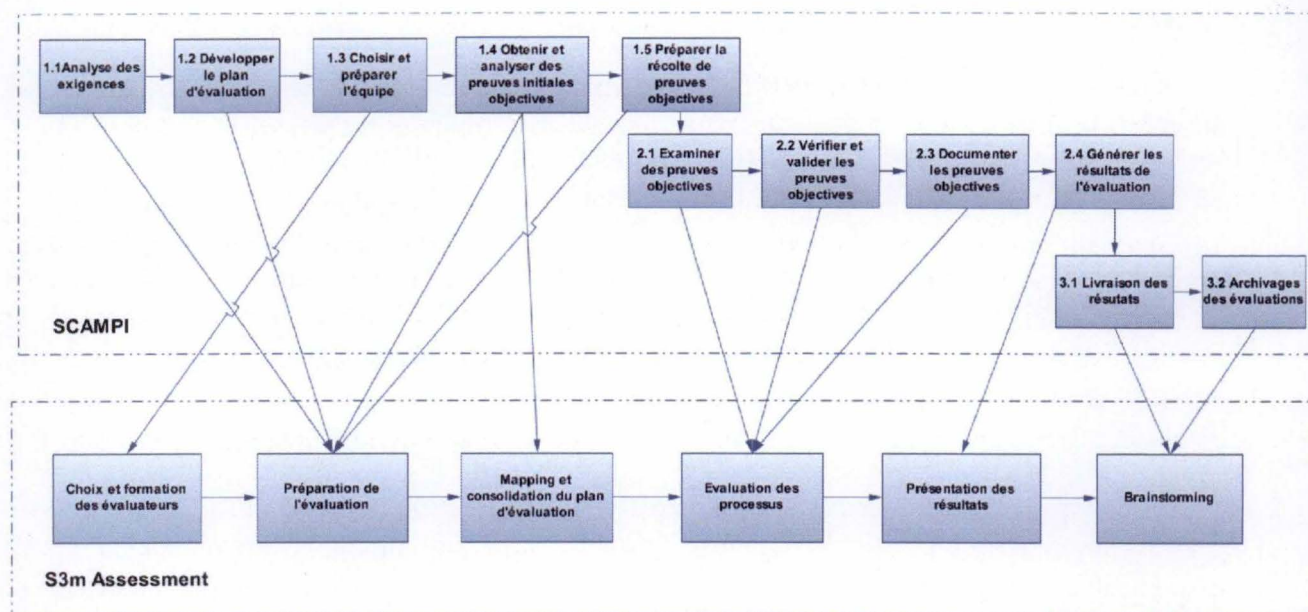 1.1Analyse des
exigences
1.2 Développer
le plan
d'évaluation
1.3 Choisir et
préparer
l'équipe
1.4 Obtenir et
analyser des
preuves initiales
objectives
1.5 Préparer la
récolte de
preuves
objectives
2.1 Examiner
des preuves
objectives
2.2 Vérifier et
valider les
preuves
objectives
2.3 Documenter
les preuves
objectives
2.4 Générer les
résultats de
l'évaluation
3.1 Livraison des
résutats
3.2 Archivages
des évaluations
SCAMPI
Choix et formation
des évaluateurs
Préparation de
l'évaluation
Mapping et
consolidation du plan
d'évaluation
Evaluation des
processus
Présentation des
résultats
Brainstorming
S3m Assessment